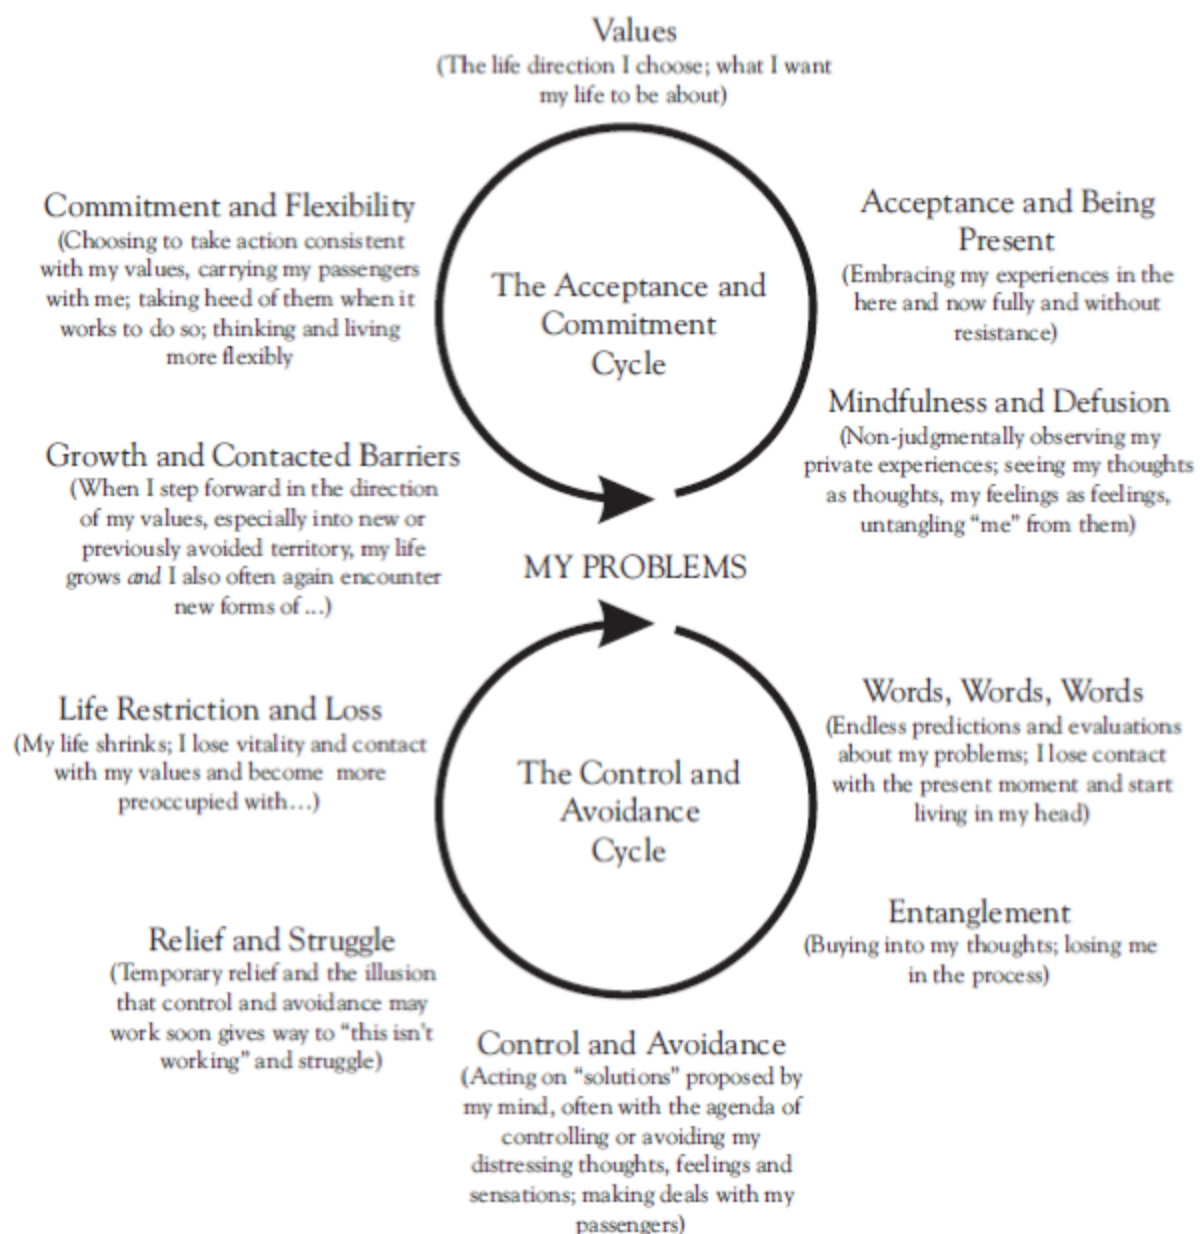 Values
(The life direction I choose; what I want
my life to be about)
Commitment and Flexibility
(Choosing to take action consistent
with my values, carrying my passengers
with me; taking heed of them when it
works to do so; thinking and living
more flexibly
Acceptance and Being
Present
(Embracing my experiences in the
here and now fully and without
resistance)
The Acceptance and
Commitment
Cycle
Mindfulness and Defusion
(Non-judgmentally observing my
private experiences; seeing my thoughts
as thoughts, my feelings as feelings,
untangling “me” from them)
Growth and Contacted Barriers
(When I step forward in the direction
of my values, especially into new or
previously avoided territory, my life
grows and I also often again encounter
new forms of ...)
MY PROBLEMS
Life Restriction and Loss
(My life shrinks; I lose vitality and contact
with my values and become more
preoccupied with...)
The Control and
Avoidance
Cycle
Words, Words, Words
(Endless predictions and evaluations
about my problems; I lose contact
with the present moment and start
living in my head)
Entanglement
(Buying into my thoughts; losing me
in the process)
Relief and Struggle
(Temporary relief and the illusion
that control and avoidance may
work soon gives way to “this isn't
working” and struggle)
Control and Avoidance
(Acting on “solutions” proposed by
my mind, often with the agenda of
controlling or avoiding my
distressing thoughts, feelings and
sensations; making deals with my
passengers)